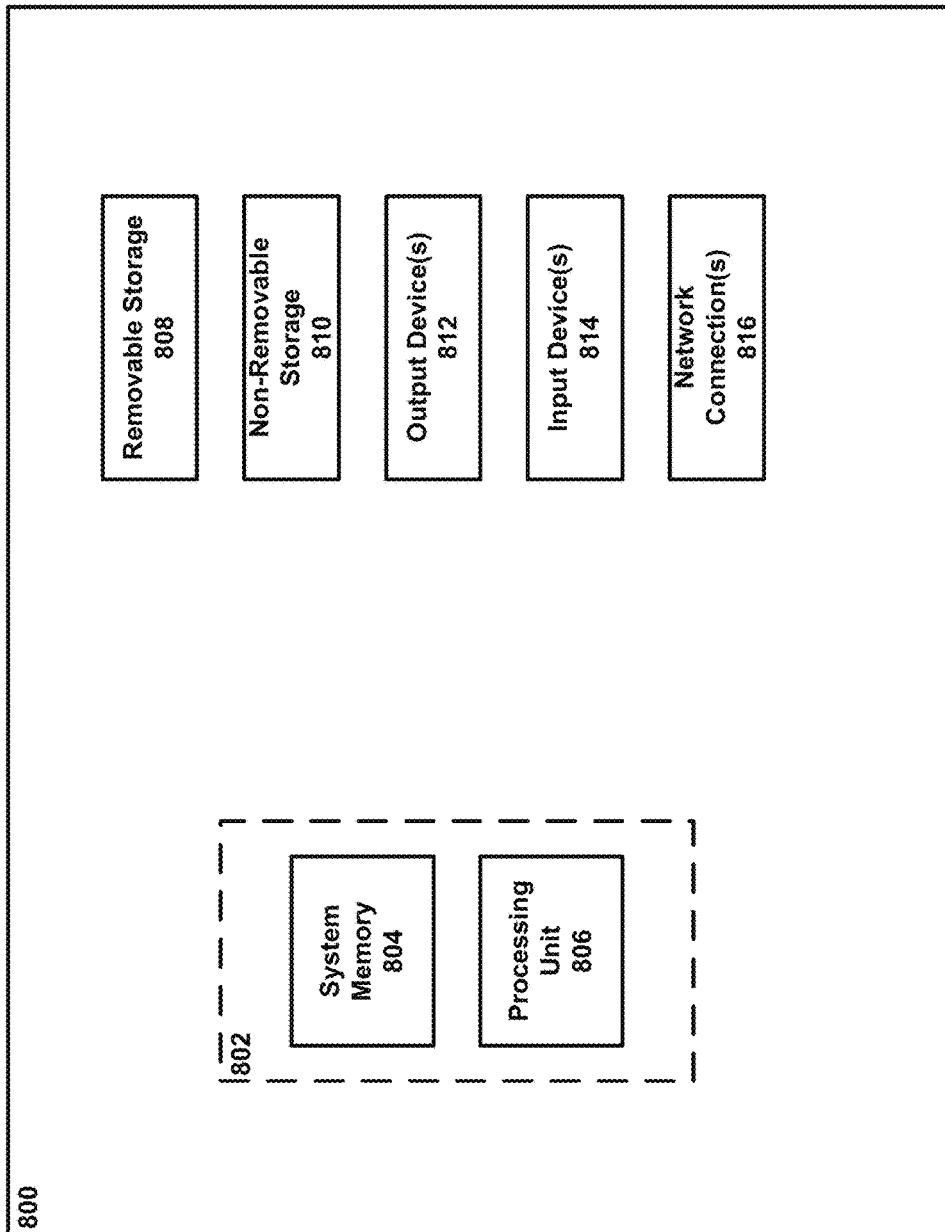 800
802
System
Memory
804
Processing
Unit
806
Removable Storage
808
Non-Removable
Storage
810
Output Device(s)
812
Input Device(s)
814
Network
Connection(s)
816